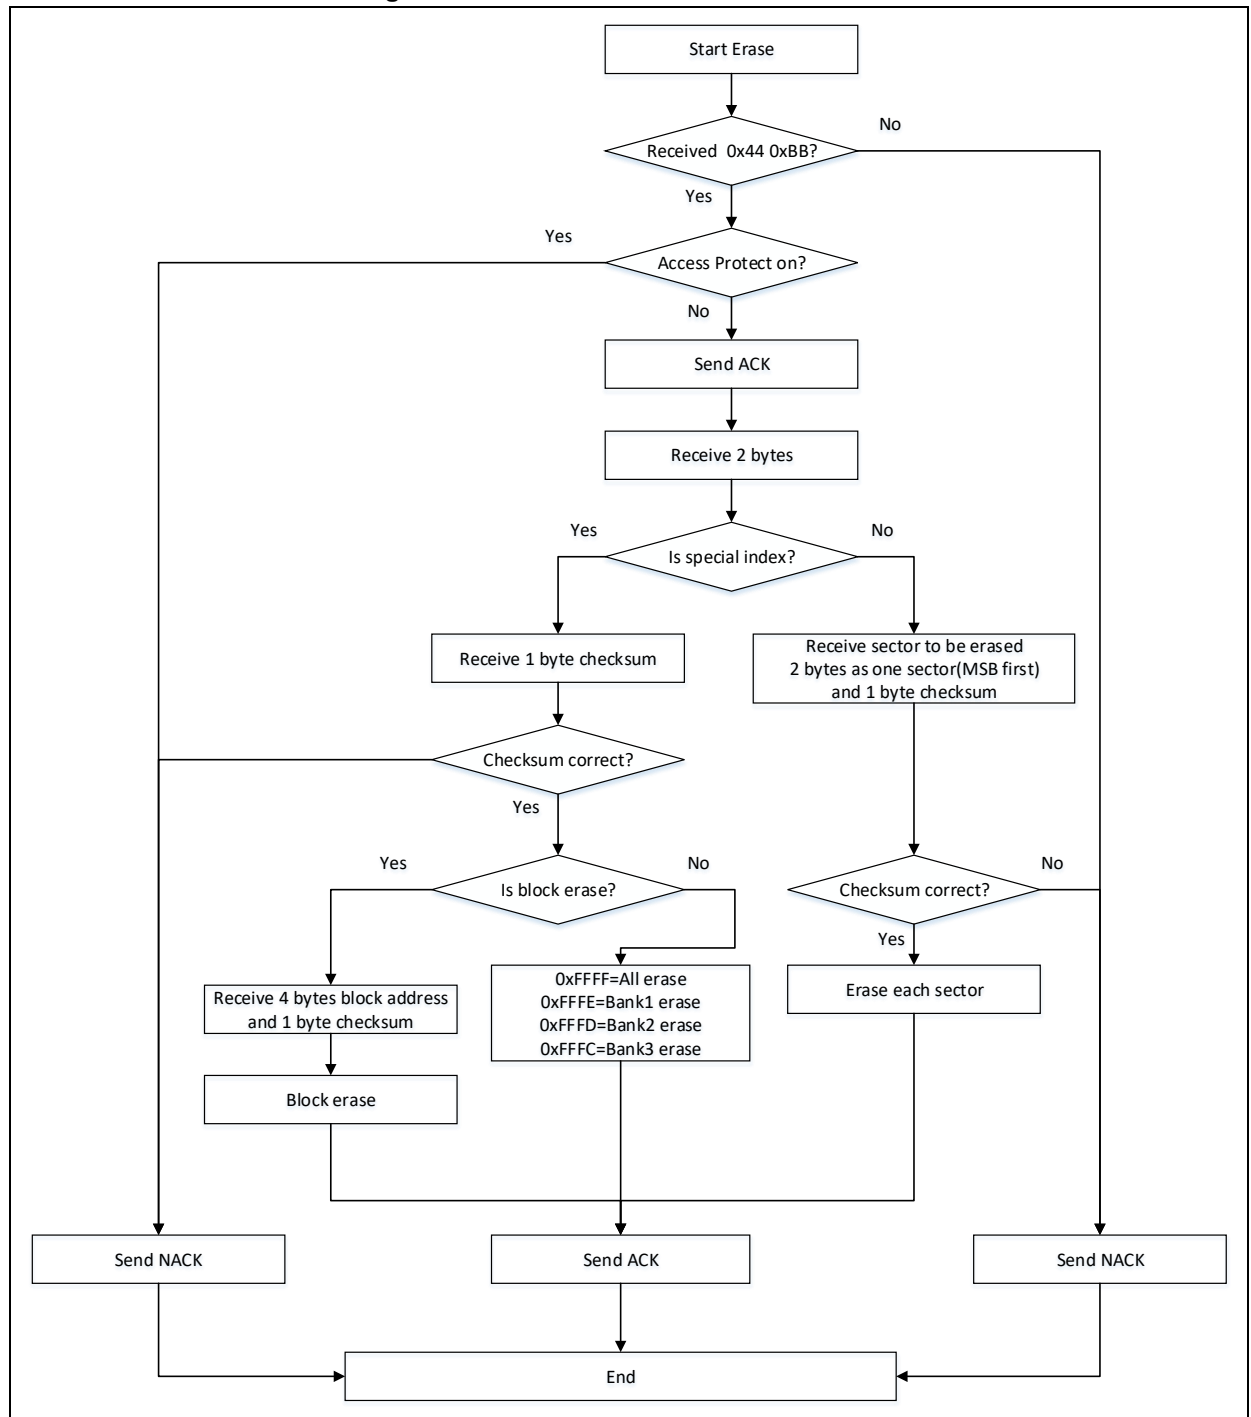 Start Erase
No
Received 0x44 0xBB?
Yes
Yes
Access Protect on?
No
Send ACK
Receive 2 bytes
Yes
No
Is special index?
Receive 1 byte checksum
Receive sector to be erased
2 bytes as one sector(MSB first)
and 1 byte checksum
Checksum correct?
Yes
Yes
No
No
Is block erase?
Checksum correct?
Yes
Receive 4 bytes block address
and 1 byte checksum
0xFFFF=All erase
0xFFFE=Bank1 erase
0xFFFD=Bank2 erase
0xFFFC=Bank3 erase
Erase each sector
Block erase
Send NACK
Send ACK
Send NACK
End